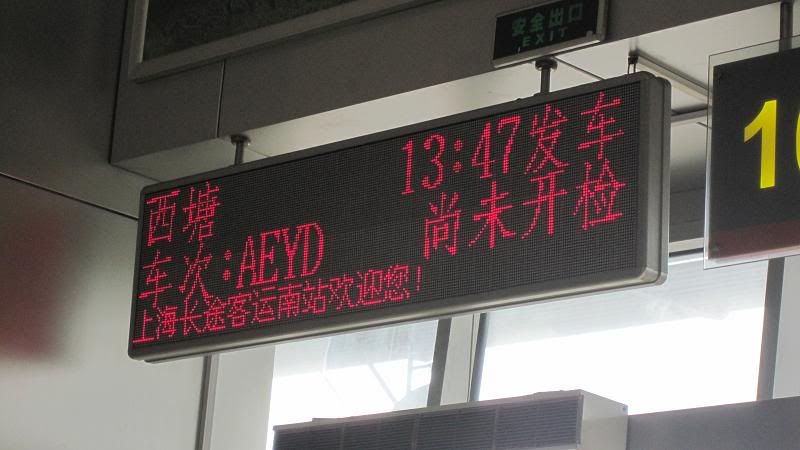 安全出口
EXIT
西塘 13:47发车
车次:AEYD 尚未开检
上海长途客运南站欢迎您!